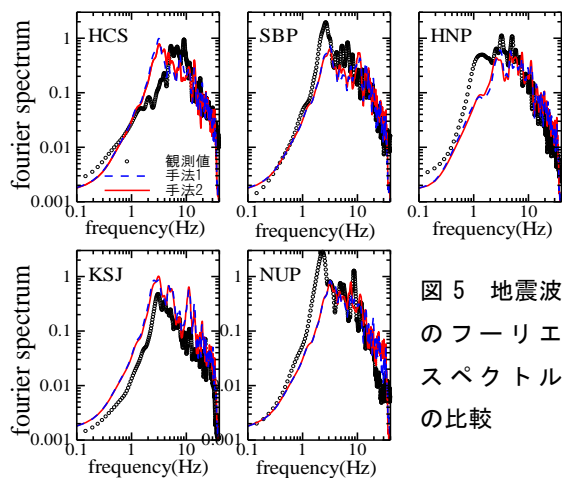 HCS
SBP
HNP
fourier spectrum
1
0.1
0.01
0.001
観測値
手法1
手法2
0.1 1 10
0.1 1 10
0.1 1 10
frequency(Hz)
frequency(Hz)
frequency(Hz)
KSJ
NUP
fourier spectrum
1
0.1
0.01
0.001
0.001
0.1 1 10
0.1 1 10
frequency(Hz)
frequency(Hz)
図 5 地震波
のフーリエ
スペクトル
の比較